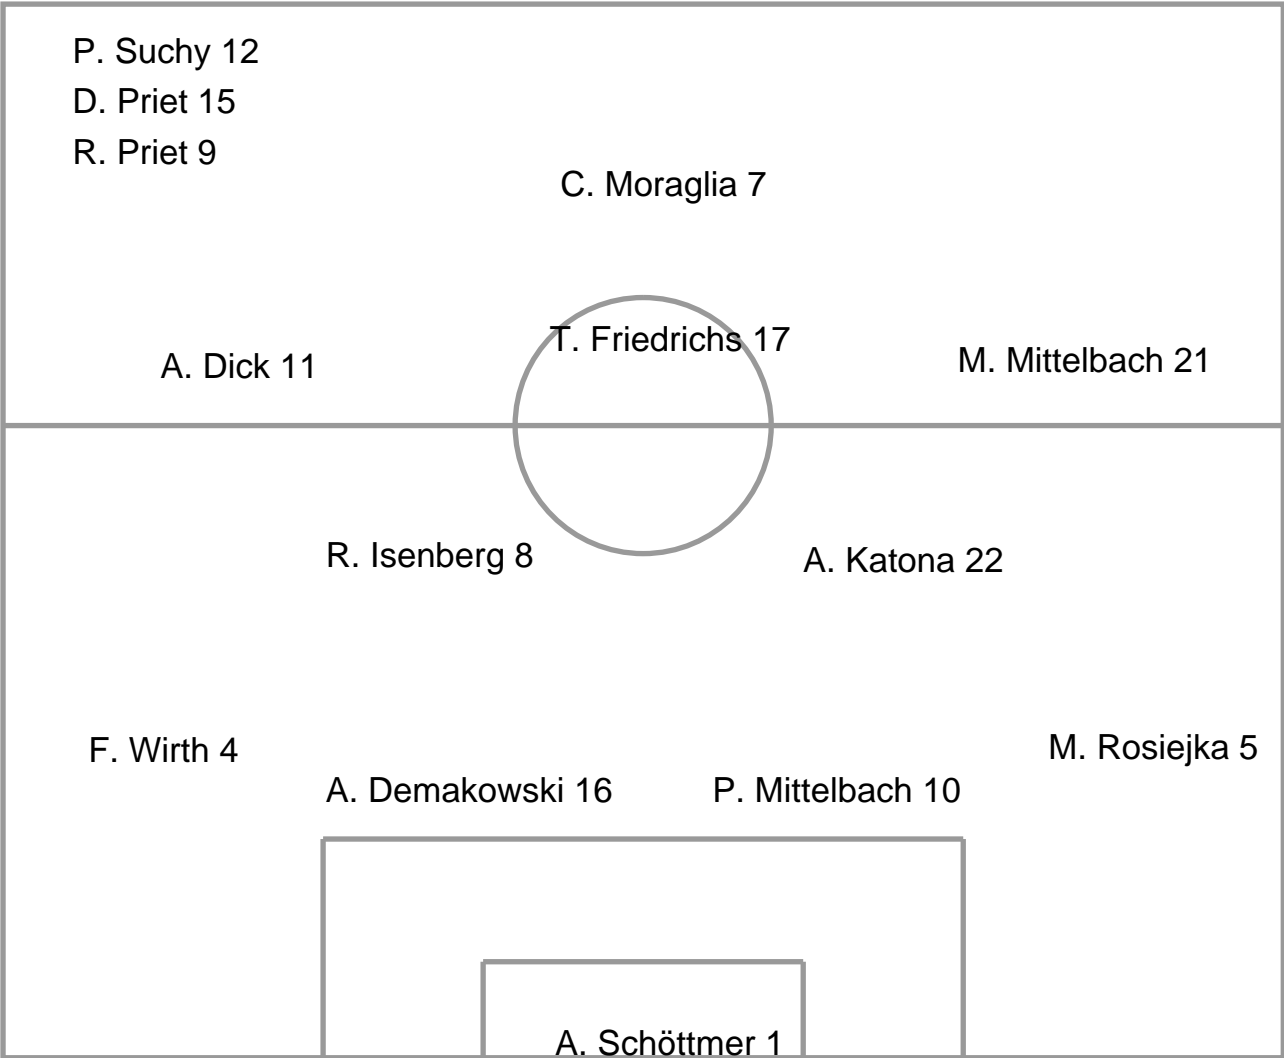 P. Suchy 12
D. Priet 15
R. Priet 9
C. Moraglia 7
T. Friedrichs 17
A. Dick 11
M. Mittelbach 21
R. Isenberg 8
A. Katona 22
F. Wirth 4
M. Rosiejka 5
A. Demakowski 16
P. Mittelbach 10
A. Schöttmer 1